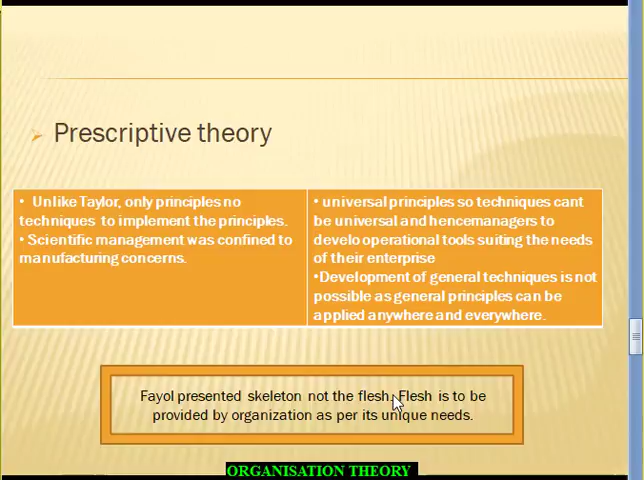 Prescriptive theory
• Unlike Taylor, only principles no
techniques to implement the principles.
• Scientific management was confined to
manufacturing concerns.
• universal principles so techniques cant
be universal and hencemanagers to
develo operational tools suiting the needs
of their enterprise
•Development of general techniques is not
possible as general principles can be
applied anywhere and everywhere.
Fayol presented skeleton not the flesh. Flesh is to be
provided by organization as per its unique needs.
ORGANISATION THEORY